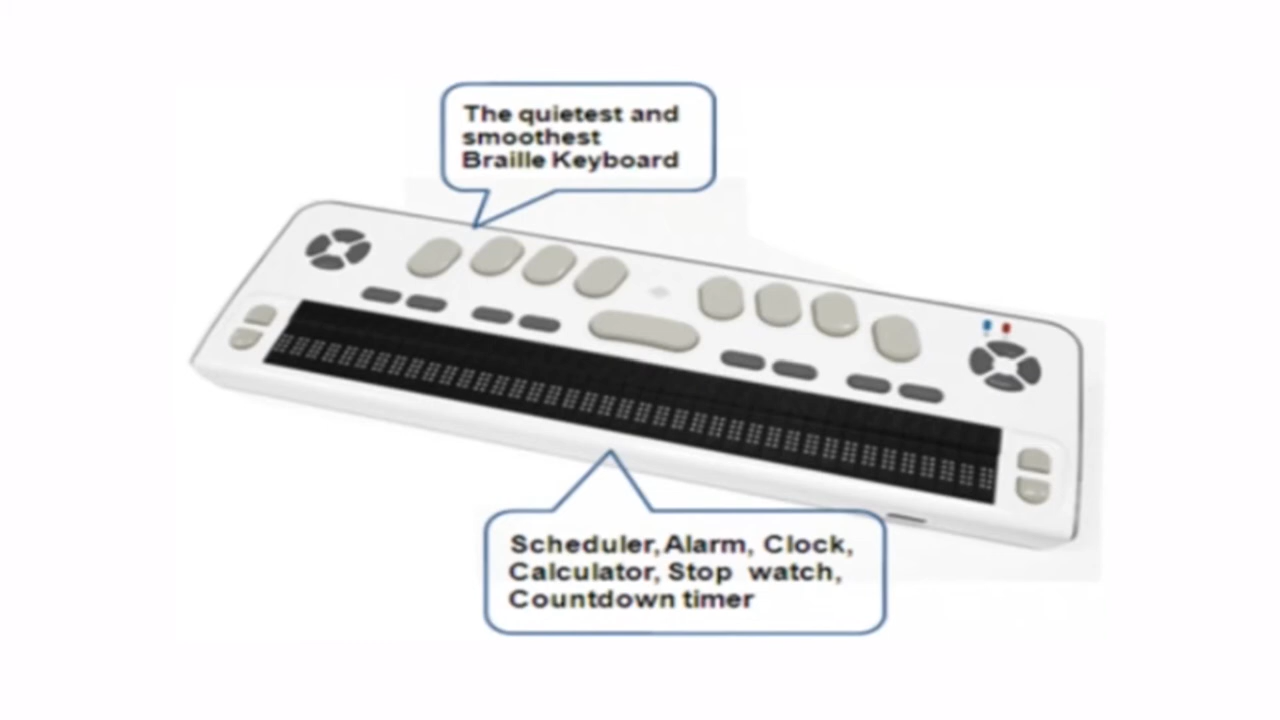 The quietest and
smoothest
Braille Keyboard
Scheduler, Alarm, Clock,
Calculator, Stop watch,
Countdown timer